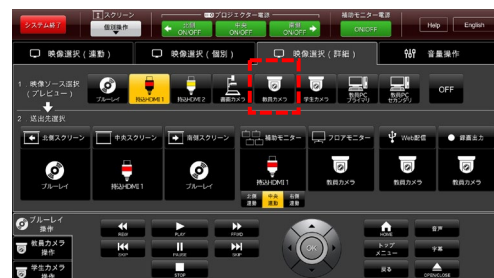 システム終了
スクリーン
個別操作
プロジェクター電源
北側
ON/OFF
中央
ON/OFF
南側
ON/OFF
補助モニター
電源
ON/OFF
Help
English
映像選択(連動)
映像選択(個別)
映像選択(詳細)
音量操作
1.映像ソース選択
(プレビュー)
ブルーレイ
持込HDMI1
持込HDMI2
書画カメラ
教員カメラ
学生カメラ
教員PC
プライマリ
教員PC
セカンダリ
OFF
2.送出先選択
北側スクリーン
中央スクリーン
南側スクリーン
補助モニター
フロアモニター
Web配信
録画出力
ブルーレイ
持込HDMI1
ブルーレイ
持込HDMI1
教員カメラ
教員カメラ
教員カメラ
北側
連動
中央
連動
南側
連動
ブルーレイ
操作
教員カメラ
操作
学生カメラ
操作
REW
PLAY
FFWD
SKIP
PAUSE
SKIP
STOP
OK
HOME
音声
トップ
メニュー
字幕
戻る
OPEN/CLOSE